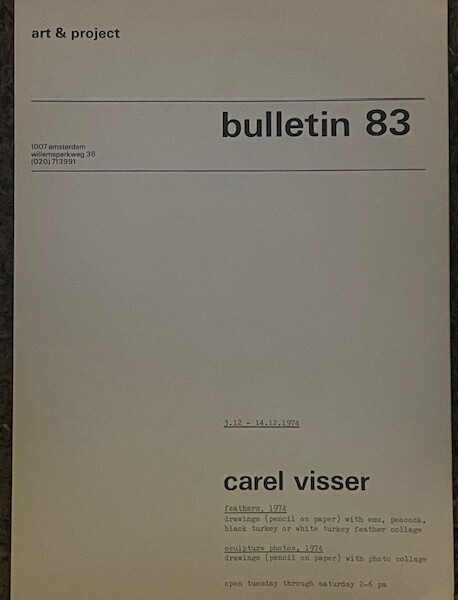 art & project
bulletin 83
1007 amsterdam
willemsparkweg 36
(020) 713991
3.12 - 14.12.1974
carel visser
feathers, 1974
drawings (pencil on paper) with emu, peacock,
black turkey or white turkey feather collage
sculpture photos, 1974
drawings (pencil on paper) with photo collage
open tuesday through saturday 2-6 pm